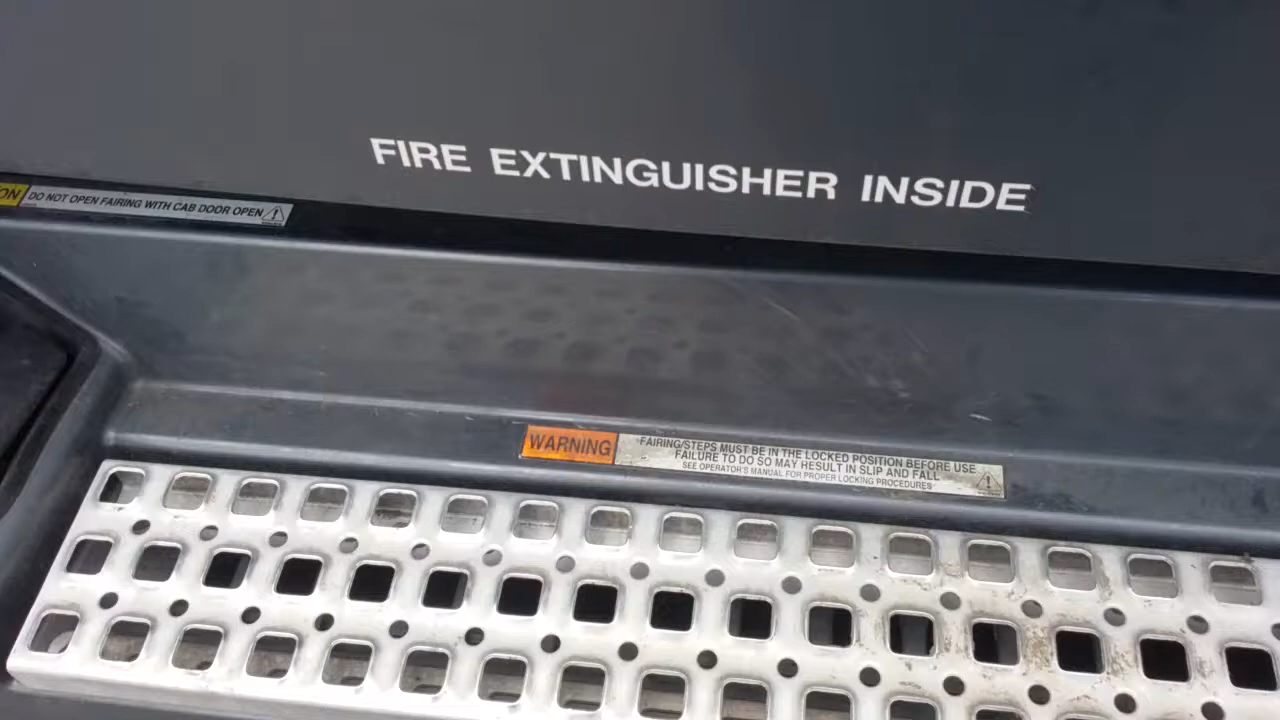 FIRE EXTINGUISHER INSIDE
ON DO NOT OPEN FAIRING WITH CAB DOOR OPEN
WARNING
FAIRING/STEPS MUST BE IN THE LOCKED POSITION BEFORE USE
FAILURE TO DO SO MAY RESULT IN SLIP AND FALL
SEE OPERATOR'S MANUAL FOR PROPER LOCKING PROCEDURES